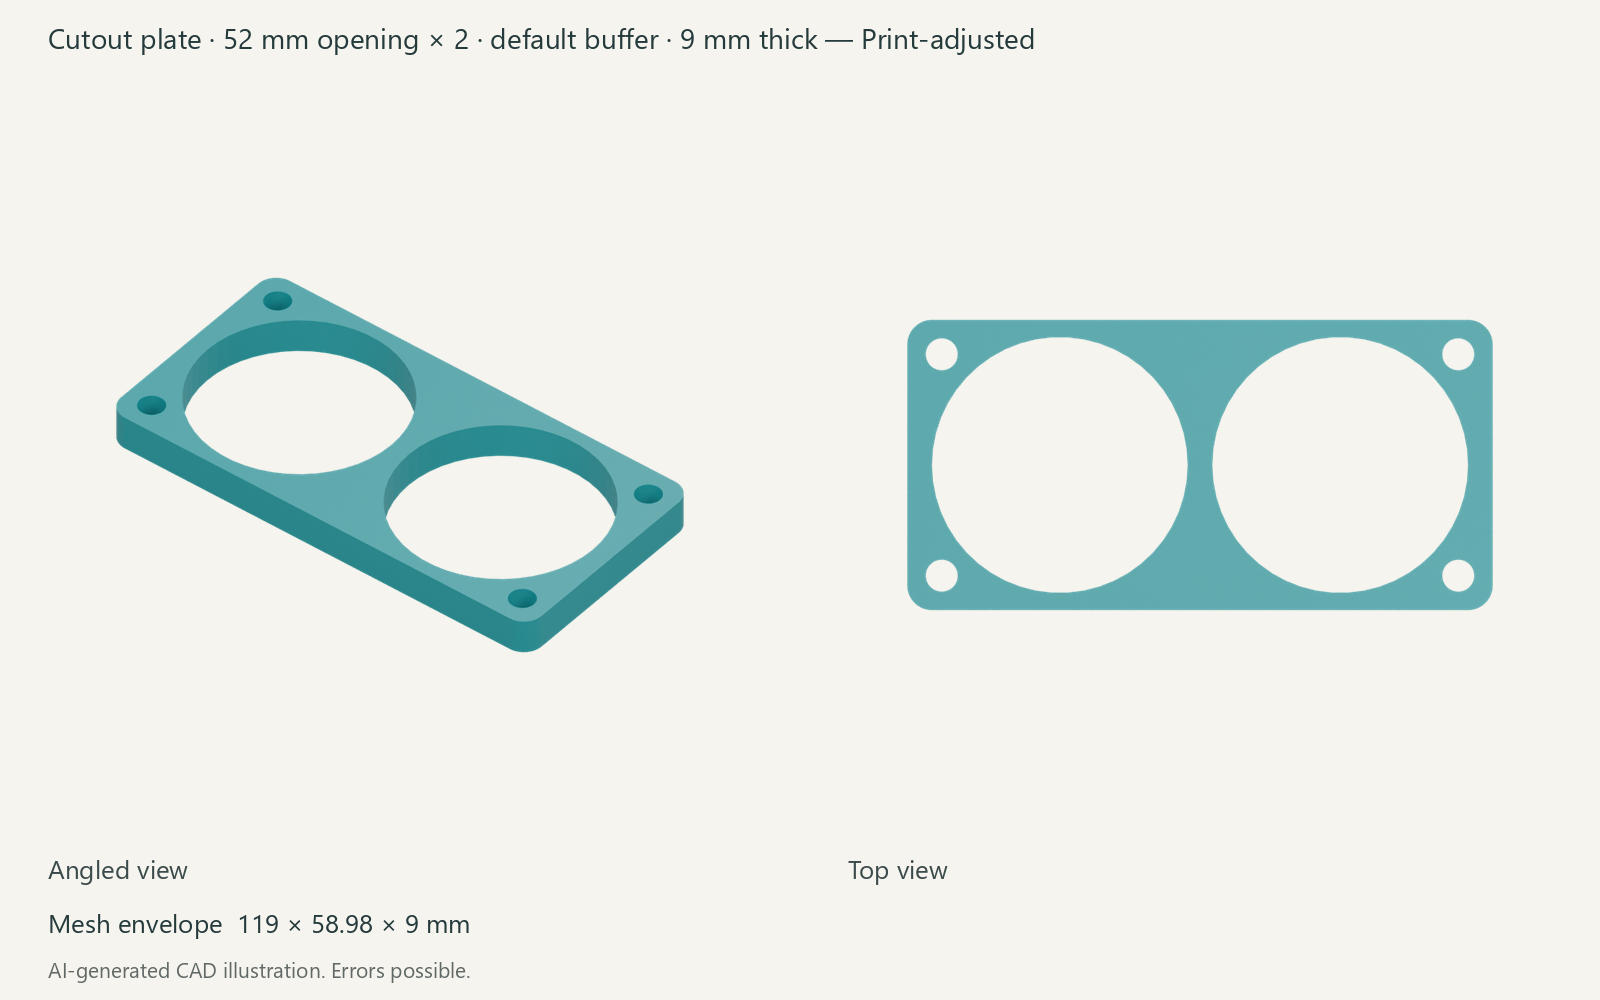 Cutout plate · 52 mm opening × 2 · default buffer · 9 mm thick — Print-adjusted
Angled view
Top view
Mesh envelope  119 × 58.98 × 9 mm
AI-generated CAD illustration. Errors possible.